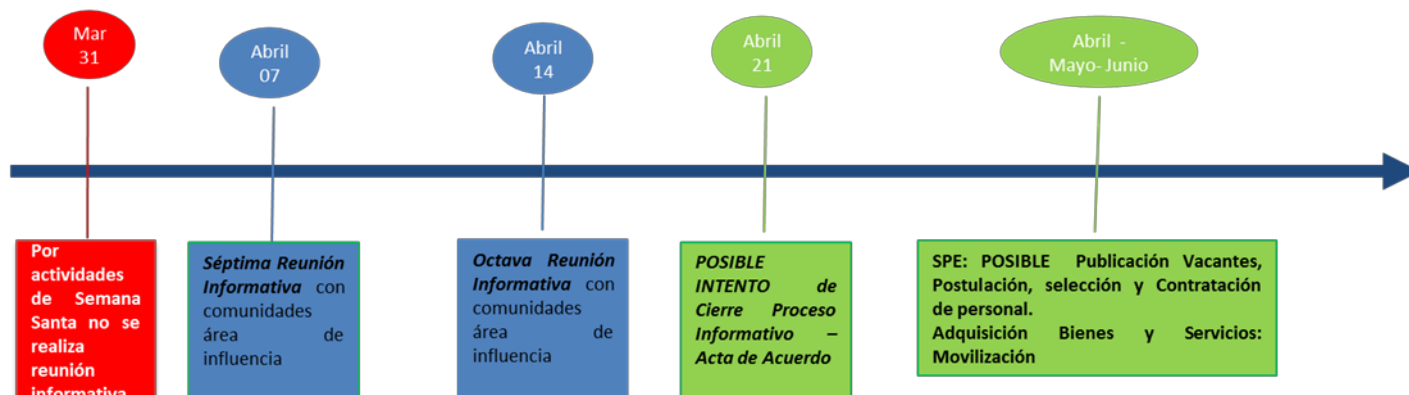 Mar
31
Abril
07
Abril
14
Abril
21
Abril -
Mayo- Junio
Por
actividades
de Semana
Santa no se
realiza
reunión
informativa
Séptima Reunión
Informativa con
comunidades
área de
influencia
Octava Reunión
Informativa con
comunidades
área de
influencia
POSIBLE
INTENTO de
Cierre Proceso
Informativo –
Acta de Acuerdo
SPE: POSIBLE Publicación Vacantes,
Postulación, selección y Contratación
de personal.
Adquisición Bienes y Servicios:
Movilización